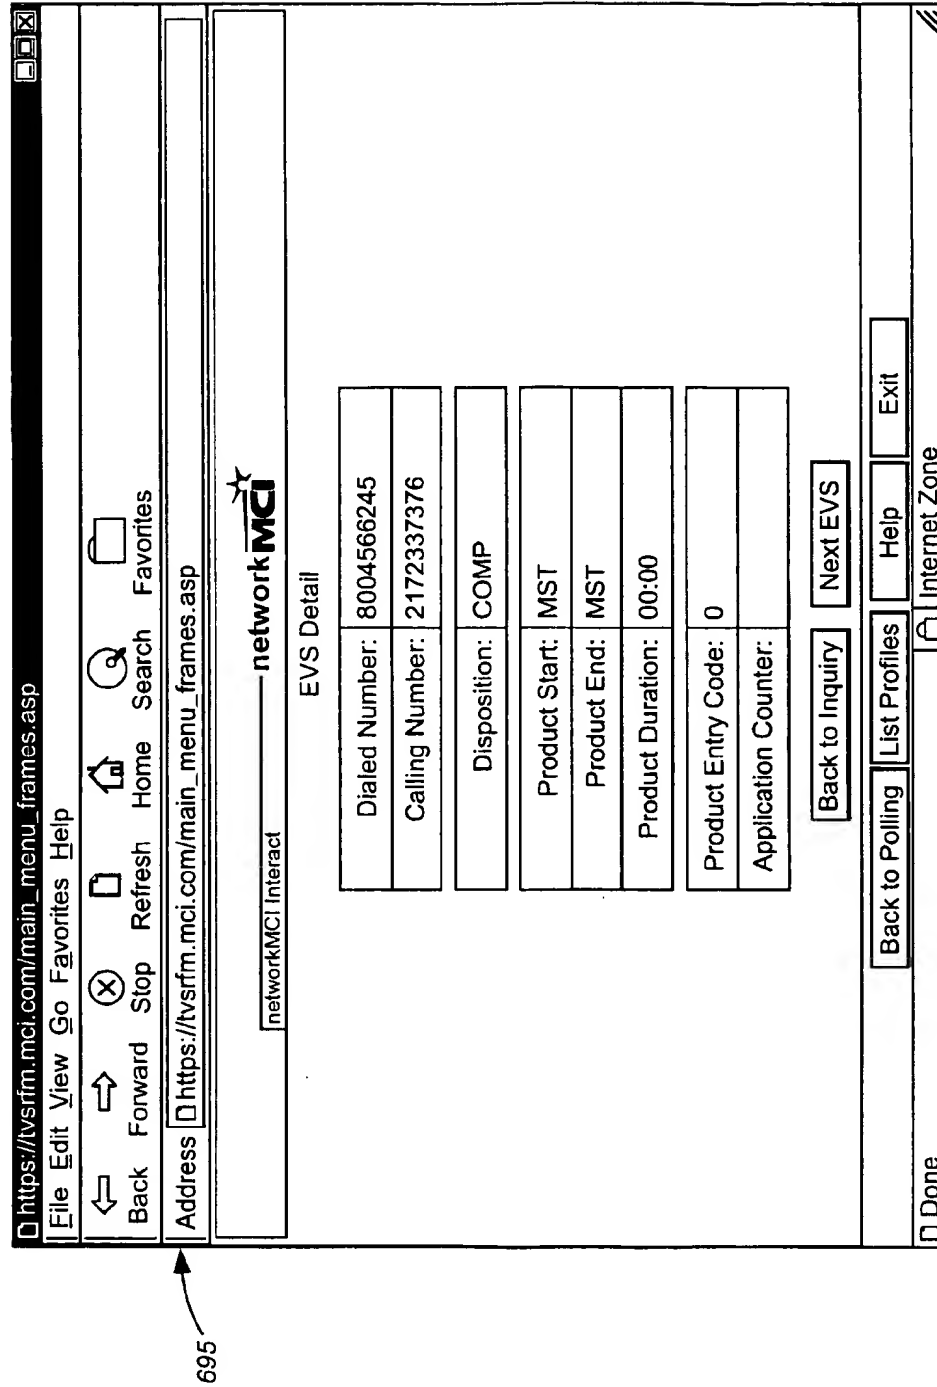 https://tvsrfm.mci.com/main_menu_frames.asp
File Edit View Go Favorites Help
Back Forward Stop Refresh Home Search Favorites
Address https://tvsrfm.mci.com/main_menu_frames.asp
networkMCI Interact
networkMCI
EVS Detail
Dialed Number: 8004566245
Calling Number: 2172337376
Disposition: COMP
Product Start: MST
Product End: MST
Product Duration: 00:00
Product Entry Code: 0
Application Counter:
Back to Inquiry Next EVS
Back to Polling List Profiles Help Exit
Done Internet Zone
695